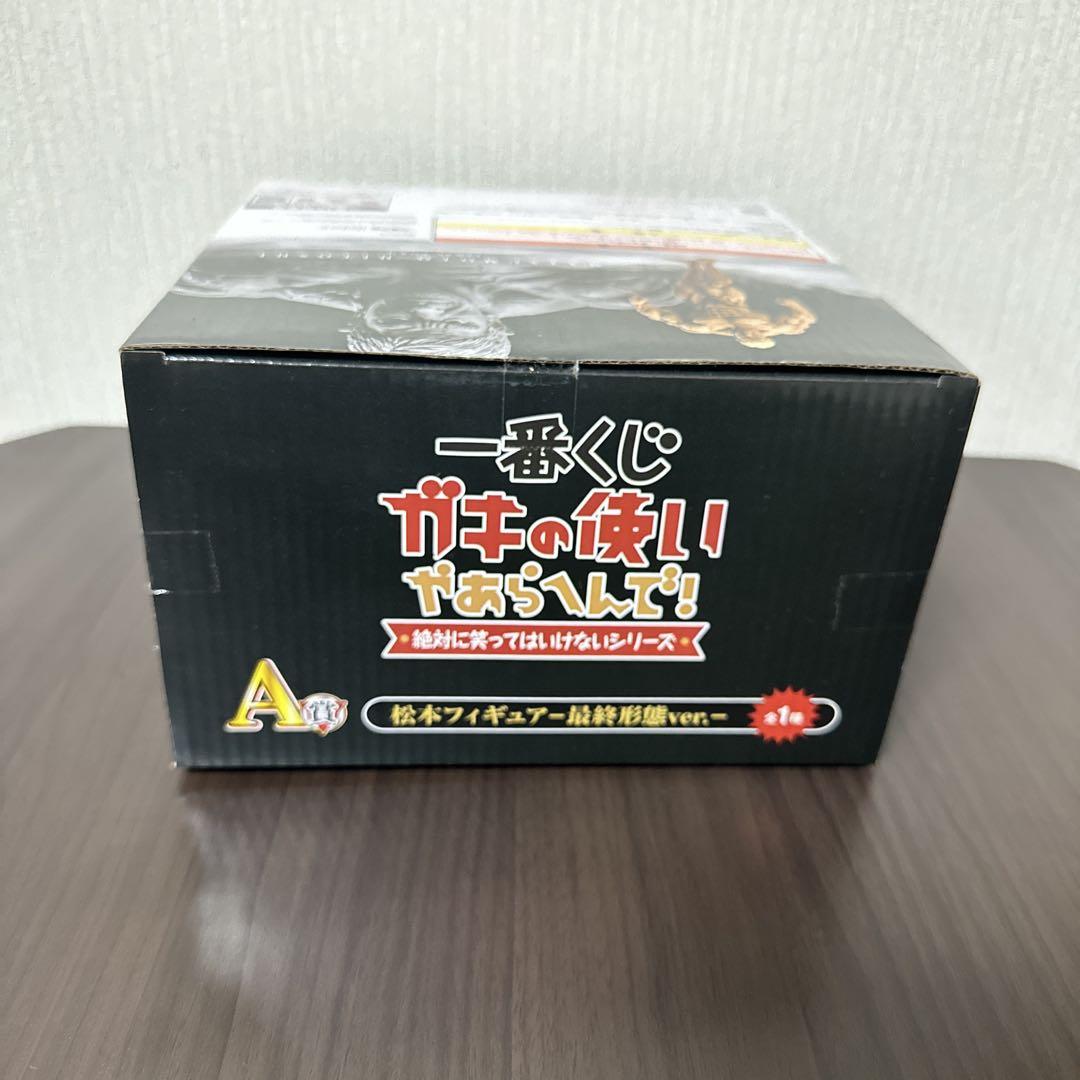 一番くじ
ガキの使い
やあらへんで!
絶対に笑ってはいけないシリーズ
A賞
松本フィギュアー最終形態ver.ー
全1種